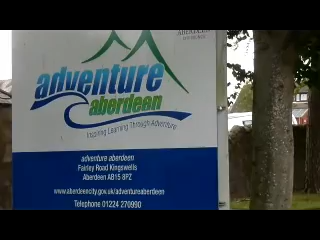 ABERDEEN
adventure
aberdeen
Inspiring Learning Through Adventure
adventure aberdeen
Fairley Road Kingswells
Aberdeen AB15 8PZ
www.aberdeencity.gov.uk/adventureaberdeen
Telephone 01224 270990